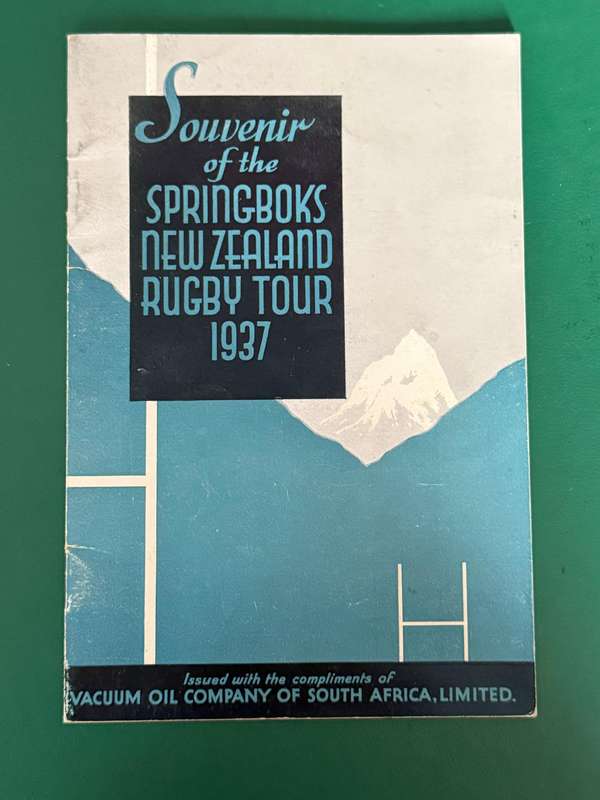 Souvenir
of the
SPRINGBOKS
NEW ZEALAND
RUGBY TOUR
1937
Issued with the compliments of
VACUUM OIL COMPANY OF SOUTH AFRICA, LIMITED.